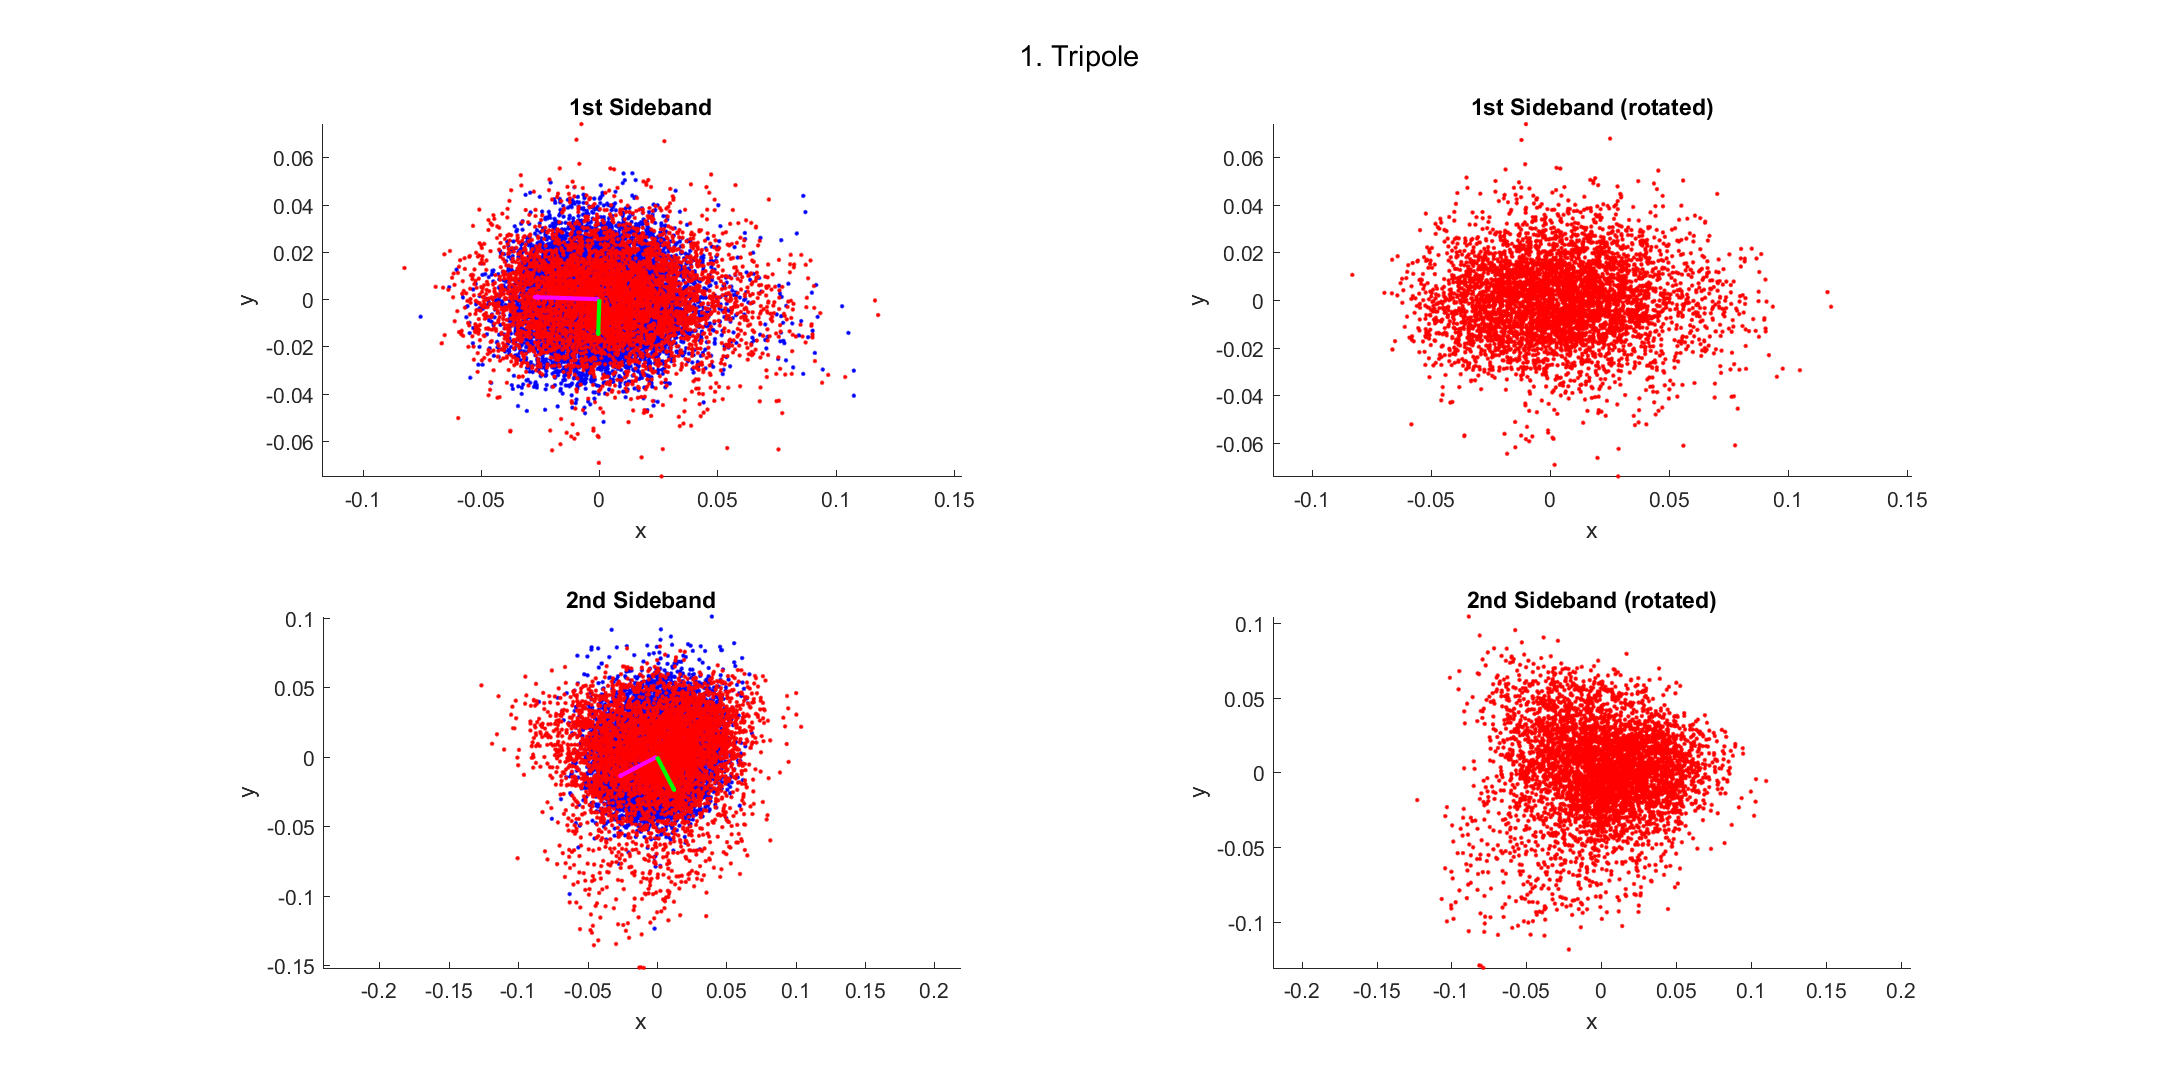 1. Tripole
1st Sideband
0.06
0.04
0.02
0
-0.02
-0.04
-0.06
y
-0.1 -0.05 0 0.05 0.1 0.15
x
1st Sideband (rotated)
0.06
0.04
0.02
0
-0.02
-0.04
-0.06
y
-0.1 -0.05 0 0.05 0.1 0.15
x
2nd Sideband
0.1
0.05
0
-0.05
-0.1
-0.15
y
-0.2 -0.15 -0.1 -0.05 0 0.05 0.1 0.15 0.2
x
2nd Sideband (rotated)
0.1
0.05
0
-0.05
-0.1
y
-0.2 -0.15 -0.1 -0.05 0 0.05 0.1 0.15 0.2
x